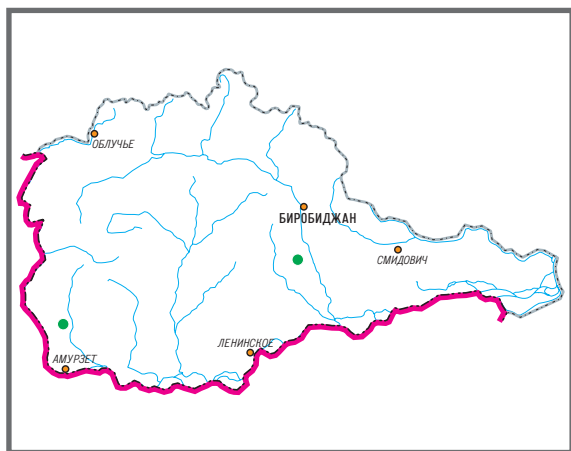 ОБЛУЧЬЕ
БИРОБИДЖАН
СМИДОВИЧ
ЛЕНИНСКОЕ
АМУРЗЕТ